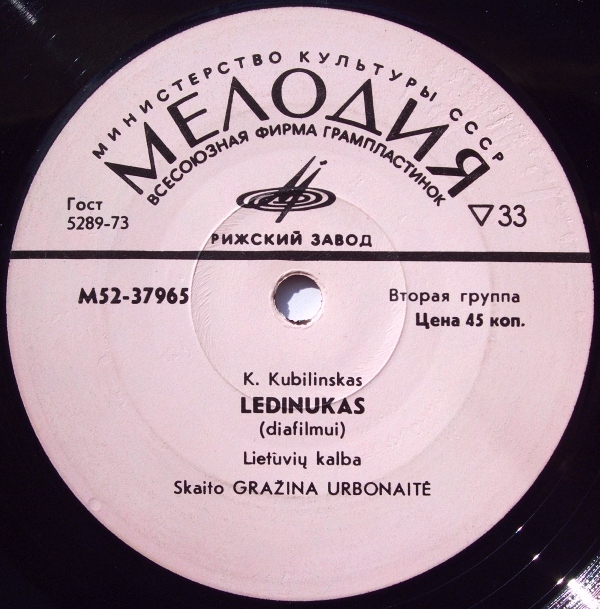 МИНИСТЕРСТВО КУЛЬТУРЫ СССР
МЕЛОДИЯ
ВСЕСОЮЗНАЯ ФИРМА ГРАМПЛАСТИНОК
Гост
5289-73
▽33
РИЖСКИЙ ЗАВОД
М52-37965
Вторая группа
Цена 45 коп.
K. Kubilinskas
LEDINUKAS
(diafilmui)
Lietuvių kalba
Skaito GRAŽINA URBONAITĖ